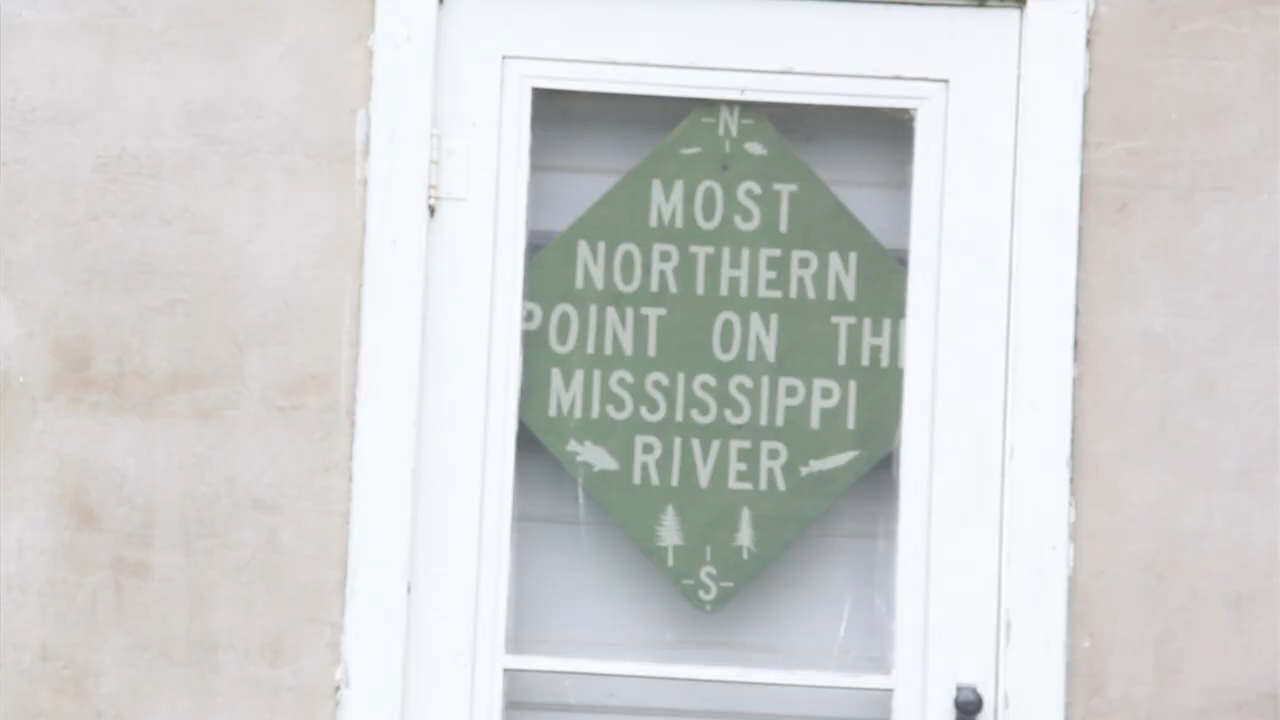 -N-
MOST
NORTHERN
POINT ON TH
MISSISSIPPI
RIVER
-S-